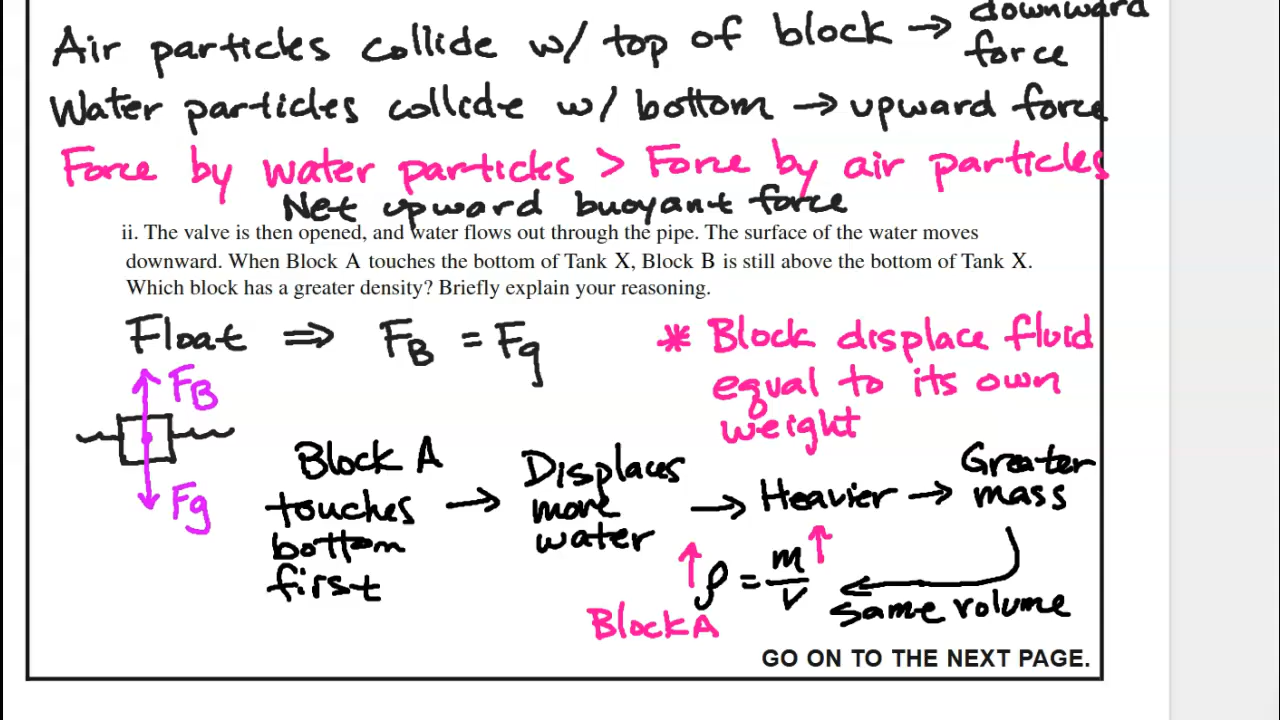 Air particles collide w/ top of block → downward force
Water particles collide w/ bottom → upward force
Force by water particles > Force by air particles
Net upward buoyant force
ii. The valve is then opened, and water flows out through the pipe. The surface of the water moves
downward. When Block A touches the bottom of Tank X, Block B is still above the bottom of Tank X.
Which block has a greater density? Briefly explain your reasoning.
Float ⇒ FB = Fg
* Block displace fluid
equal to its own
weight
FB
Fg
Block A
touches
bottom
first
→ Displaces
more
water
→ Heavier → Greater
mass
↑ ρ = m/V ↑
same volume
Block A
GO ON TO THE NEXT PAGE.